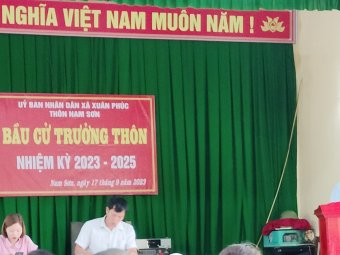 NGHĨA VIỆT NAM MUÔN NĂM !
UỶ BAN NHÂN DÂN XÃ XUÂN PHÚC
THÔN NAM SƠN
BẦU CỬ TRƯỞNG THÔN
NHIỆM KỲ 2023 - 2025
Nam Sơn, ngày 17 tháng 9 năm 2023